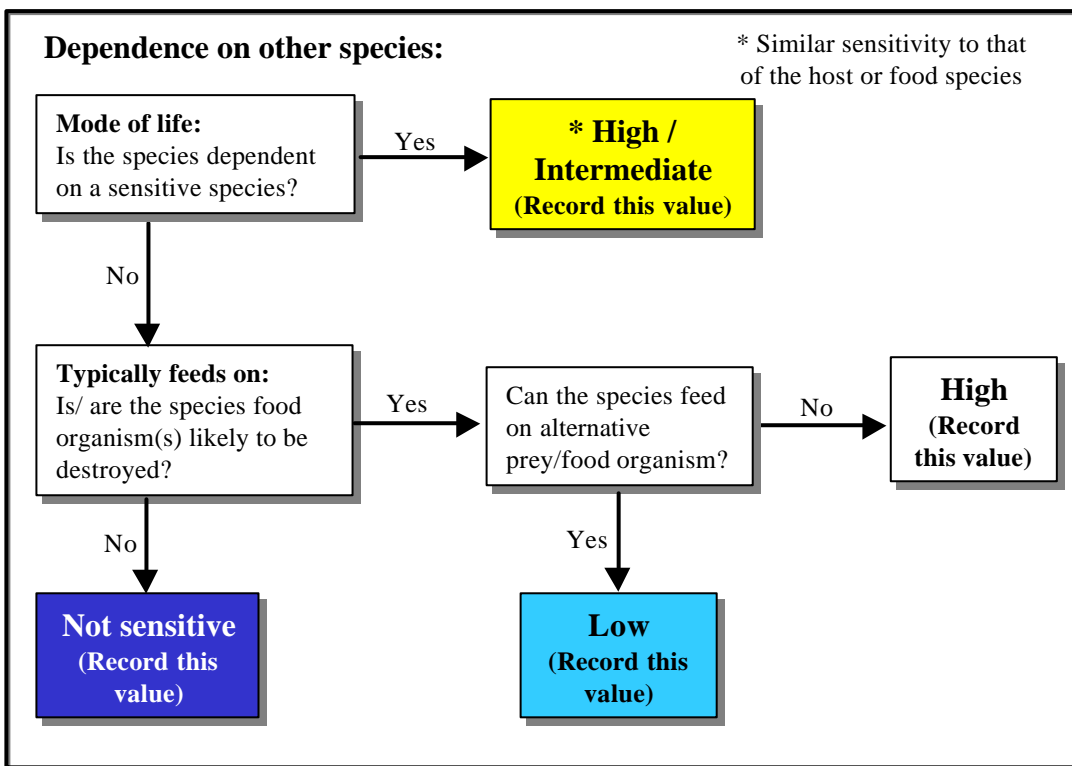 Dependence on other species:
* Similar sensitivity to that
of the host or food species
Mode of life:
Is the species dependent
on a sensitive species?
Yes
* High /
Intermediate
(Record this value)
No
Typically feeds on:
Is/ are the species food
organism(s) likely to be
destroyed?
Yes
Can the species feed
on alternative
prey/food organism?
No
High
(Record
this value)
No
Yes
Not sensitive
(Record this
value)
Low
(Record this
value)